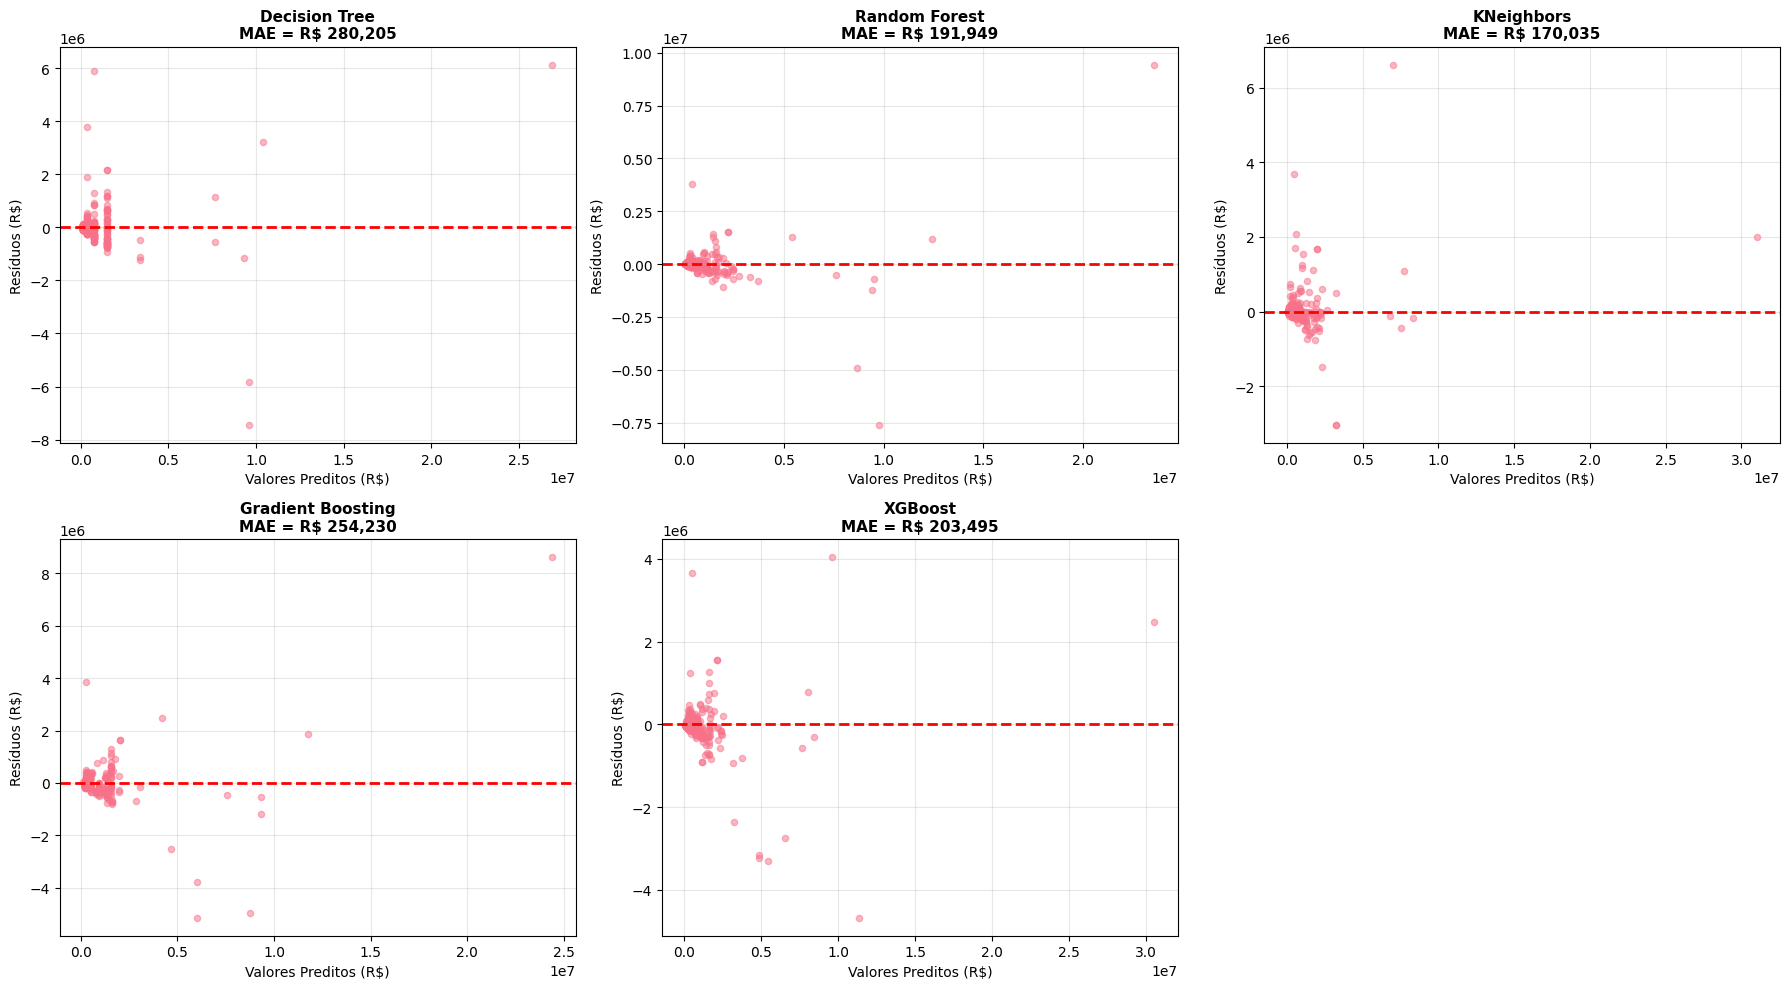 Decision Tree
MAE = R$ 280,205
1e6
6
4
2
0
−2
−4
−6
−8
Resíduos (R$)
0.0 0.5 1.0 1.5 2.0 2.5
Valores Preditos (R$)
1e7
Random Forest
MAE = R$ 191,949
1e7
1.00
0.75
0.50
0.25
0.00
−0.25
−0.50
−0.75
Resíduos (R$)
0.0 0.5 1.0 1.5 2.0
Valores Preditos (R$)
1e7
KNeighbors
MAE = R$ 170,035
1e6
6
4
2
0
−2
Resíduos (R$)
0.0 0.5 1.0 1.5 2.0 2.5 3.0
Valores Preditos (R$)
1e7
Gradient Boosting
MAE = R$ 254,230
1e6
8
6
4
2
0
−2
−4
Resíduos (R$)
0.0 0.5 1.0 1.5 2.0 2.5
Valores Preditos (R$)
1e7
XGBoost
MAE = R$ 203,495
1e6
4
2
0
−2
−4
Resíduos (R$)
0.0 0.5 1.0 1.5 2.0 2.5 3.0
Valores Preditos (R$)
1e7